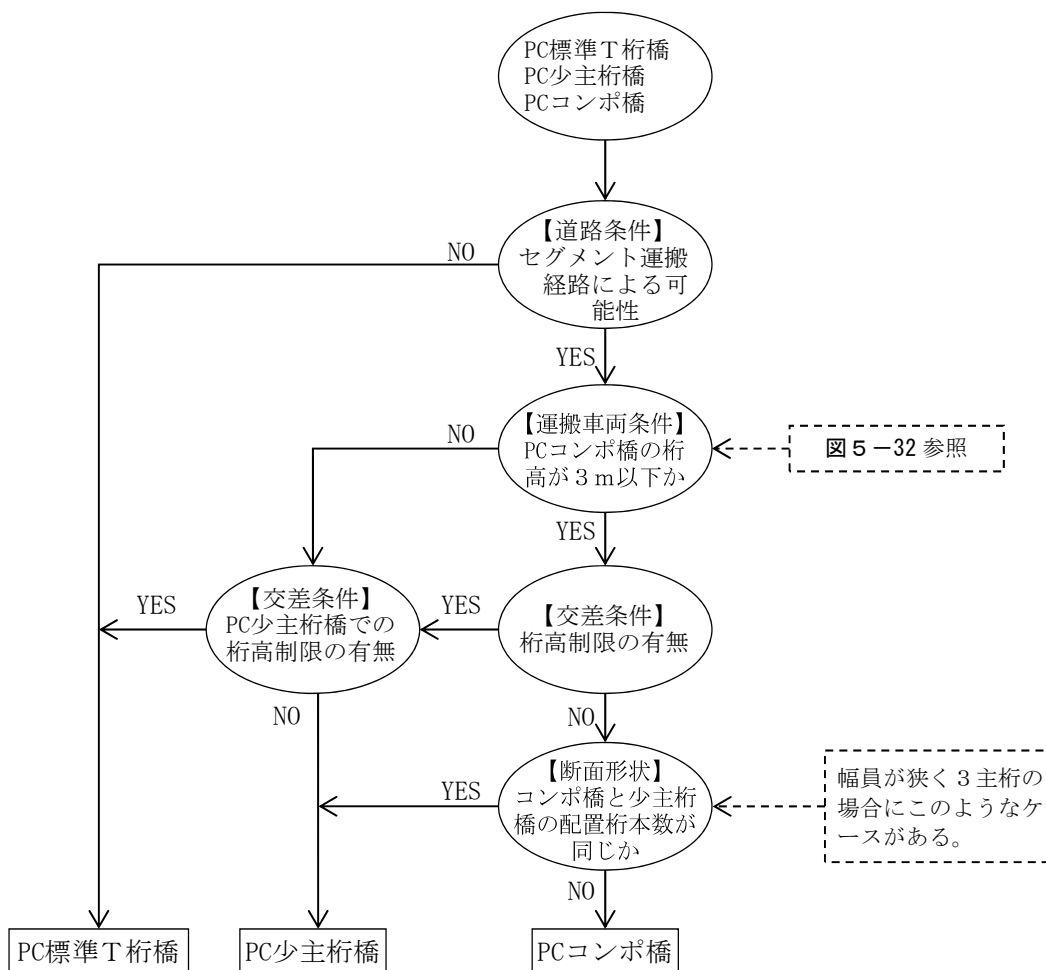 PC標準Ｔ桁橋
PC少主桁橋
PCコンポ橋
【道路条件】
セグメント運搬
経路による可
能性
NO
YES
【運搬車両条件】
PCコンポ橋の桁
高が３ｍ以下か
NO
図５－32 参照
YES
【交差条件】
PC少主桁橋での
桁高制限の有無
YES
YES
【交差条件】
桁高制限の有無
NO
NO
【断面形状】
コンポ橋と少主桁
橋の配置桁本数が
同じか
YES
幅員が狭く３主桁の
場合にこのようなケ
ースがある。
NO
PC標準Ｔ桁橋
PC少主桁橋
PCコンポ橋